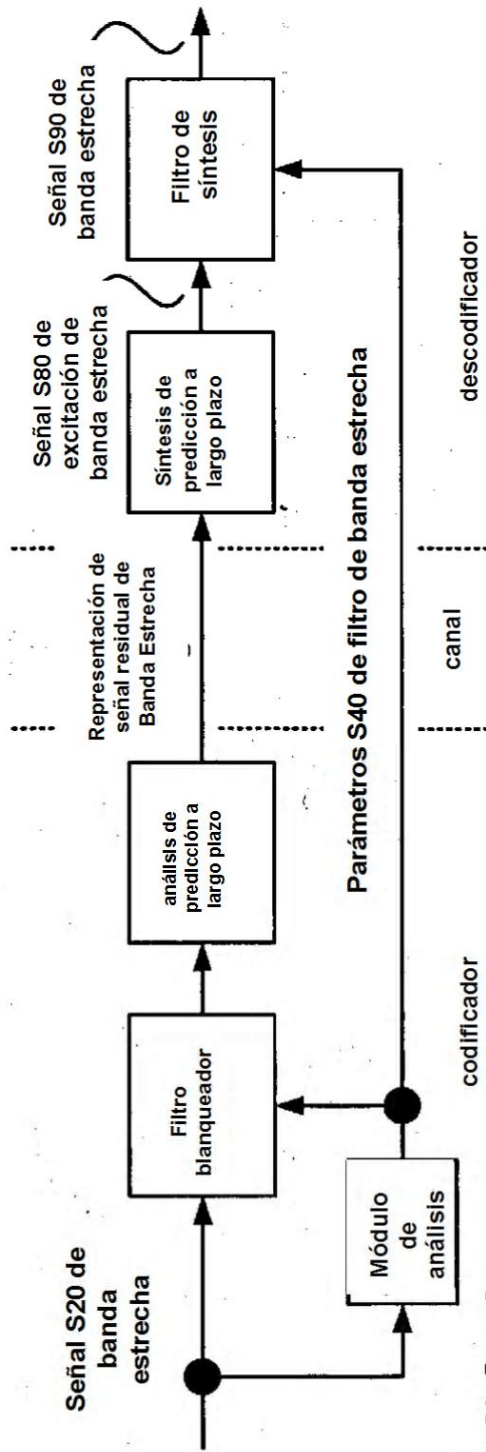 Señal S20 de
banda
estrecha
Filtro
blanqueador
Módulo
de
análisis
análisis de
predicción a
largo plazo
Representación de
señal residual de
Banda Estrecha
Parámetros S40 de filtro de banda estrecha
Síntesis de
predicción a
largo plazo
Señal S80 de
excitación de
banda estrecha
Filtro de
síntesis
Señal S90 de
banda estrecha
codificador
canal
descodificador